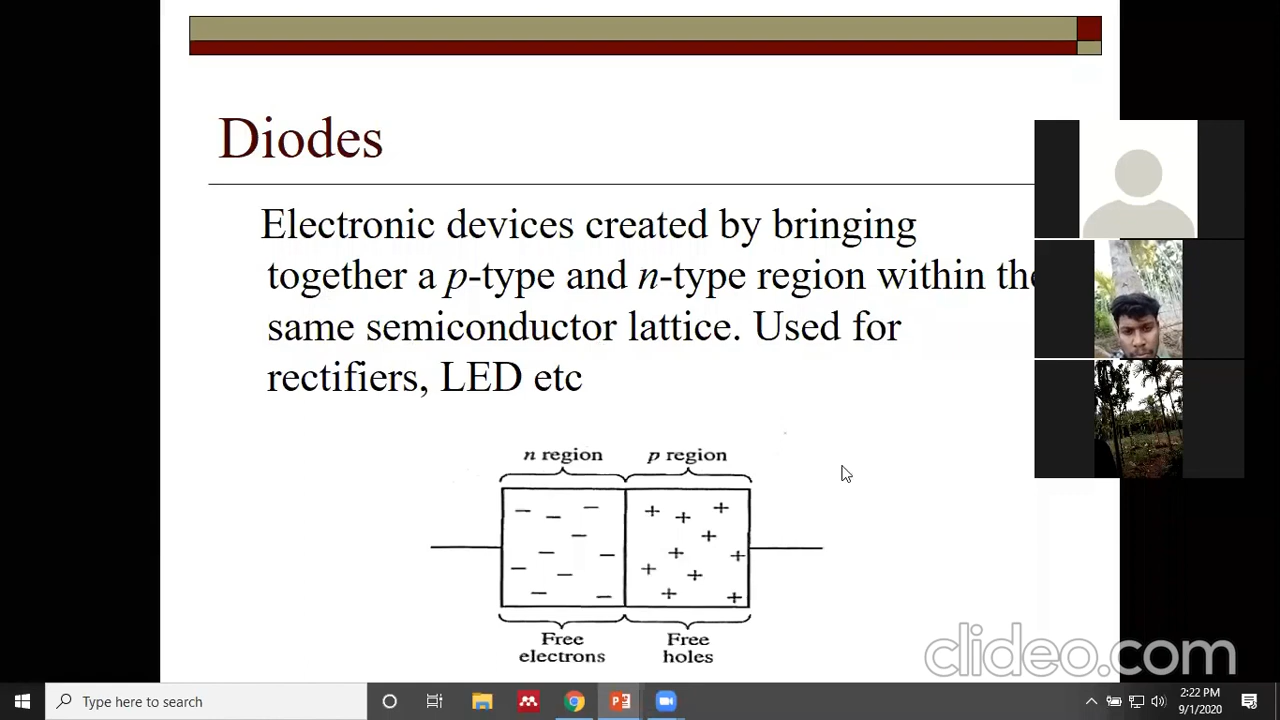 Diodes
Electronic devices created by bringing
together a p-type and n-type region within the
same semiconductor lattice. Used for
rectifiers, LED etc
n region p region
Free electrons
Free holes
clideo.com
Type here to search
2:22 PM
9/1/2020